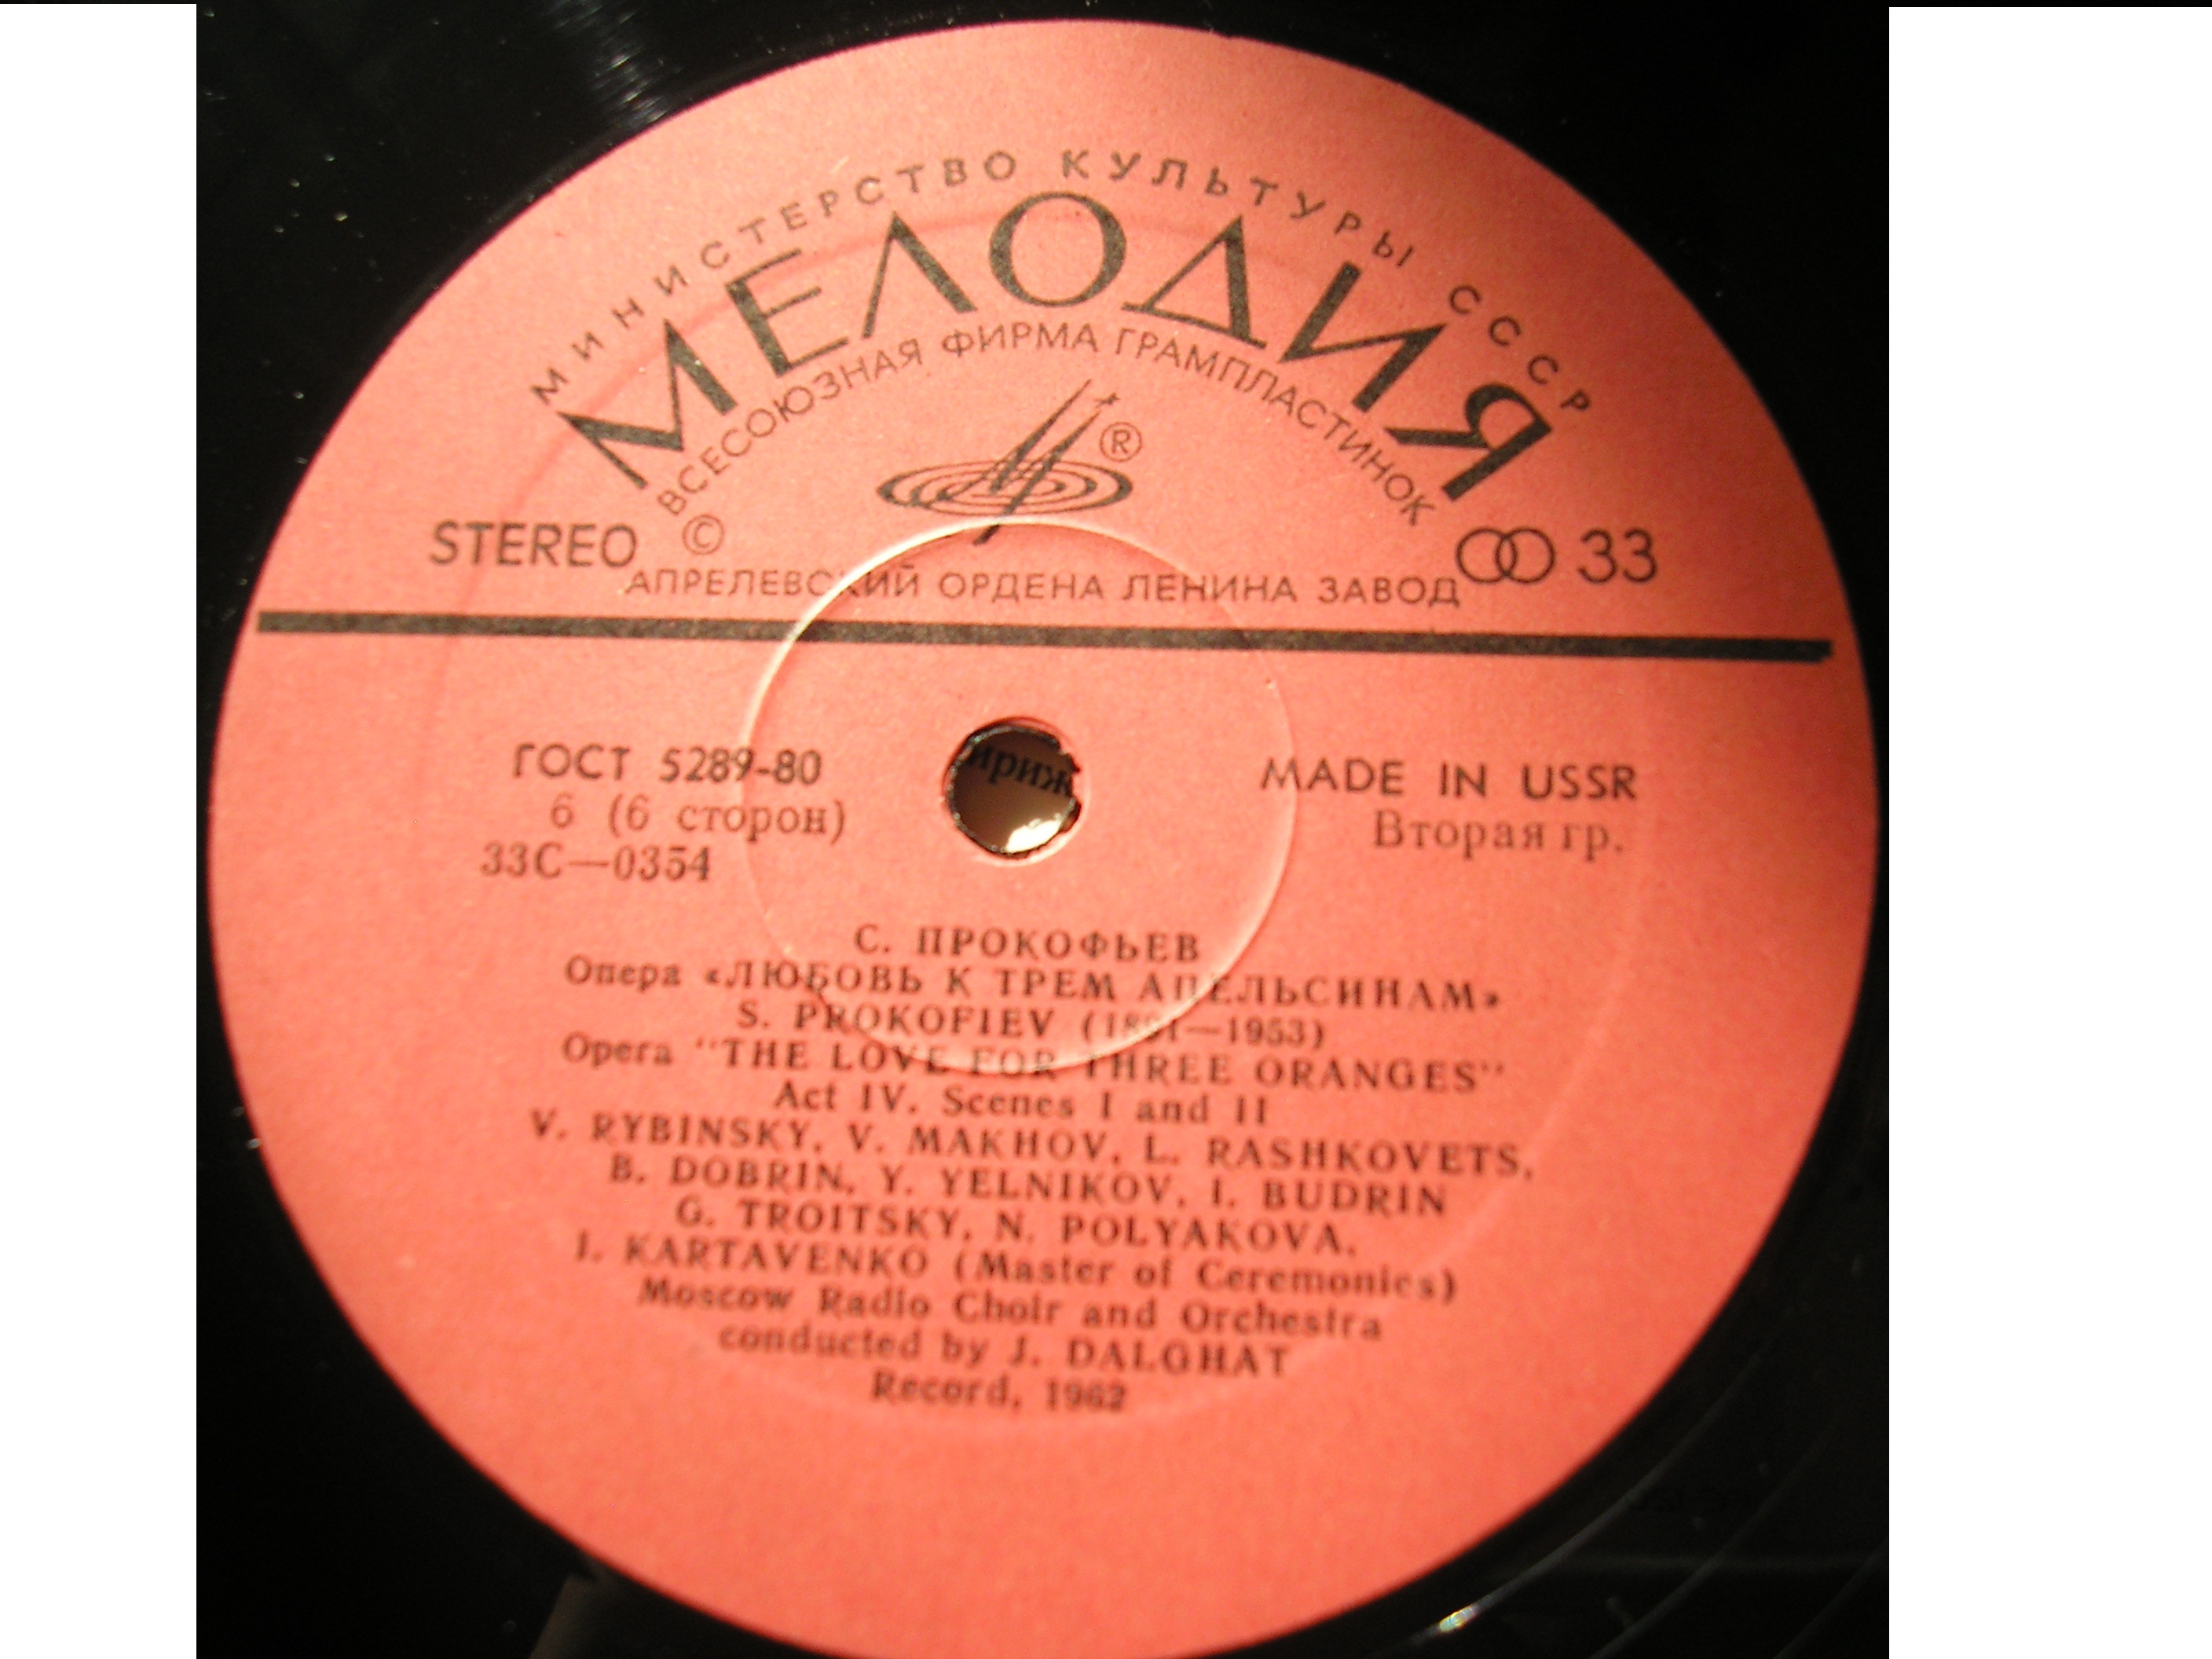 МИНИСТЕРСТВО КУЛЬТУРЫ СССР
МЕЛОДИЯ
ВСЕСОЮЗНАЯ ФИРМА ГРАМПЛАСТИНОК
®
STEREO © 33
АПРЕЛЕВСКИЙ ОРДЕНА ЛЕНИНА ЗАВОД
ГОСТ 5289-80
6 (6 сторон)
33С—0354
MADE IN USSR
Вторая гр.
ириж
С. ПРОКОФЬЕВ
Опера «ЛЮБОВЬ К ТРЕМ АПЕЛЬСИНАМ»
S. PROKOFIEV (1891—1953)
Opera "THE LOVE FOR THREE ORANGES"
Act IV. Scenes I and II
V. RYBINSKY, V. MAKHOV, L. RASHKOVETS,
B. DOBRIN, Y. YELNIKOV, I. BUDRIN
G. TROITSKY, N. POLYAKOVA,
I. KARTAVENKO (Master of Ceremonies)
Moscow Radio Choir and Orchestra
conducted by J. DALGHAT
Record, 1962